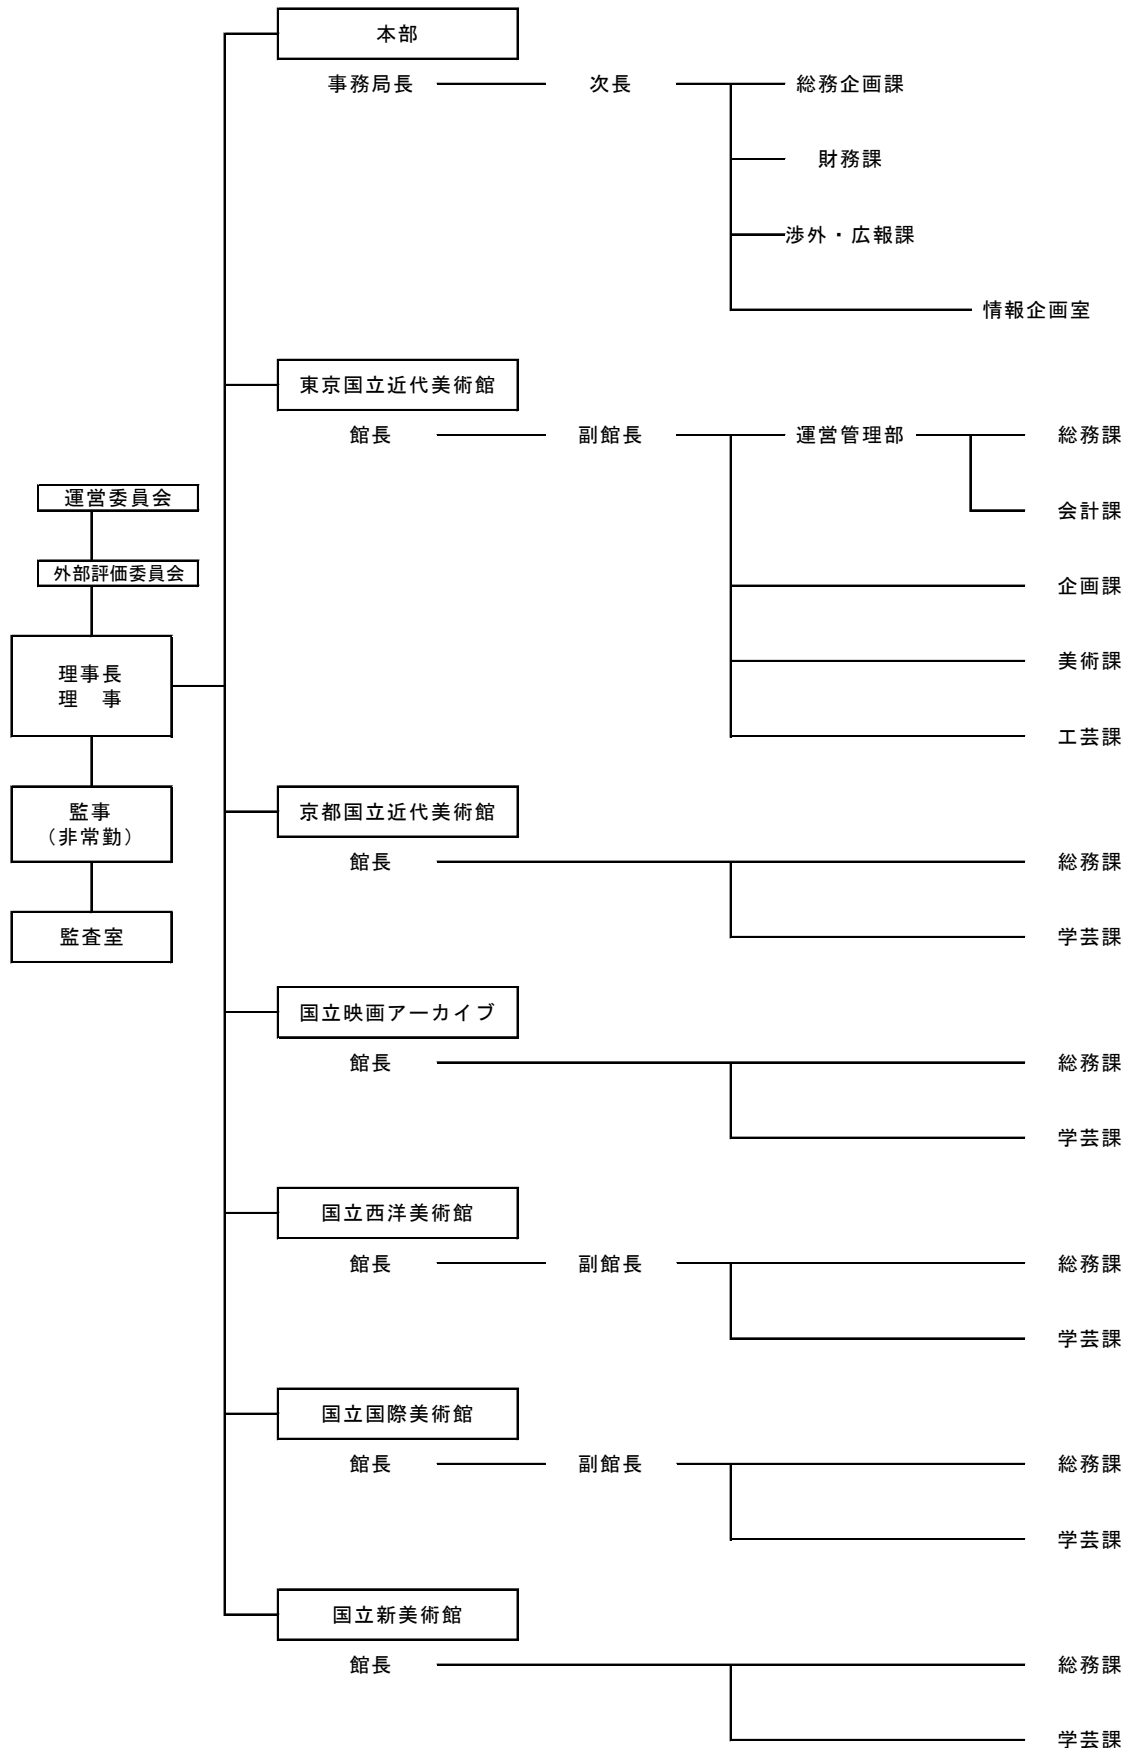 本部
事務局長 次長 総務企画課
財務課
渉外・広報課
情報企画室
東京国立近代美術館
館長 副館長 運営管理部 総務課
会計課
企画課
美術課
工芸課
運営委員会
外部評価委員会
理事長
理 事
監事
（非常勤）
監査室
京都国立近代美術館
館長 総務課
学芸課
国立映画アーカイブ
館長 総務課
学芸課
国立西洋美術館
館長 副館長 総務課
学芸課
国立国際美術館
館長 副館長 総務課
学芸課
国立新美術館
館長 総務課
学芸課